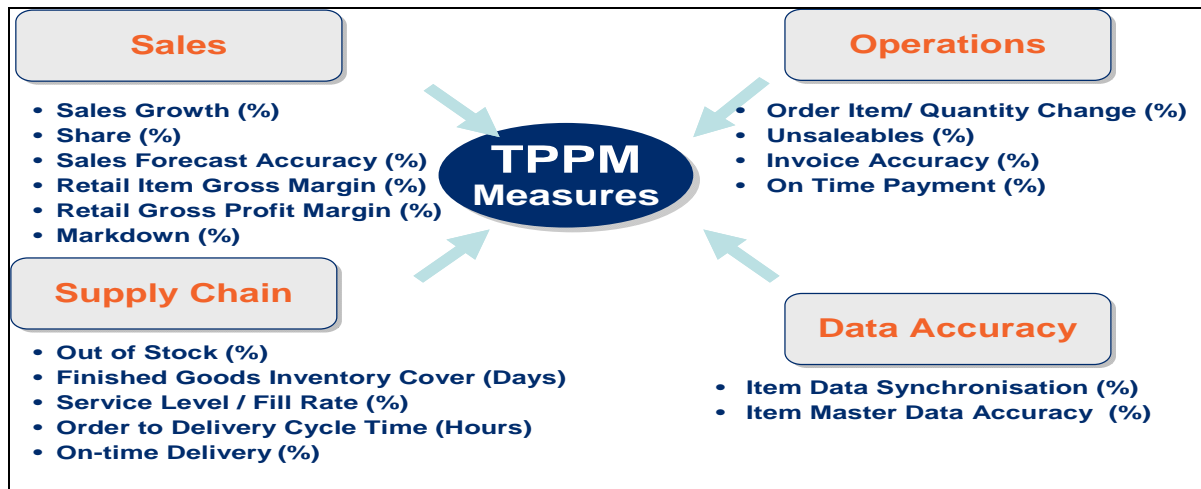 Sales
• Sales Growth (%)
• Share (%)
• Sales Forecast Accuracy (%)
• Retail Item Gross Margin (%)
• Retail Gross Profit Margin (%)
• Markdown (%)
Operations
• Order Item/ Quantity Change (%)
• Unsaleables (%)
• Invoice Accuracy (%)
• On Time Payment (%)
TPPM
Measures
Supply Chain
• Out of Stock (%)
• Finished Goods Inventory Cover (Days)
• Service Level / Fill Rate (%)
• Order to Delivery Cycle Time (Hours)
• On-time Delivery (%)
Data Accuracy
• Item Data Synchronisation (%)
• Item Master Data Accuracy (%)